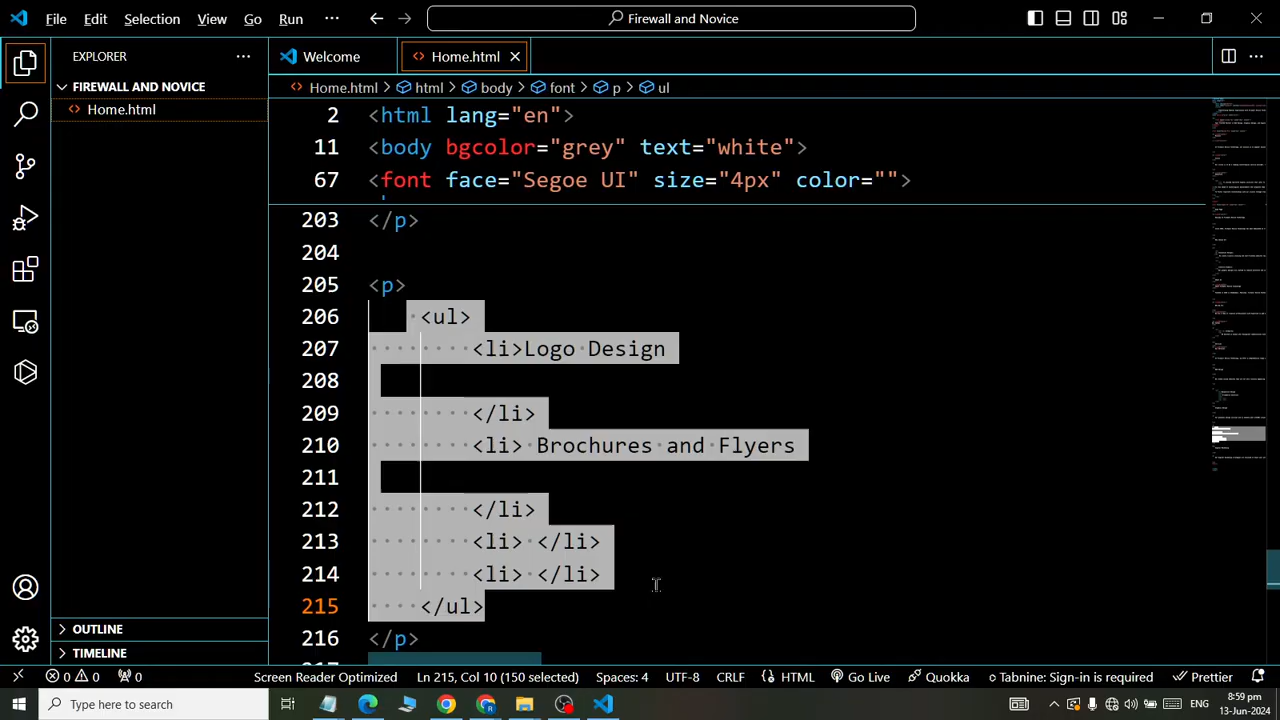 File Edit Selection View Go Run ... Firewall and Novice
EXPLORER
FIREWALL AND NOVICE
Home.html
OUTLINE
TIMELINE
Welcome Home.html
Home.html > html > body > font > p > ul
2 <html lang="en" >
11 <body bgcolor="grey" text="white">
67 <font face="Segoe UI" size="4px" color="">
203 </p>
204
205 <p>
206 <ul>
207 <li>Logo Design
208
209 </li>
210 <li> Brochures and Flyers
211
212 </li>
213 <li> </li>
214 <li> </li>
215 </ul>
216 </p>
0 0 0 Screen Reader Optimized Ln 215, Col 10 (150 selected) Spaces: 4 UTF-8 CRLF HTML Go Live Quokka Tabnine: Sign-in is required Prettier
Type here to search ENG 8:59 pm
13-Jun-2024